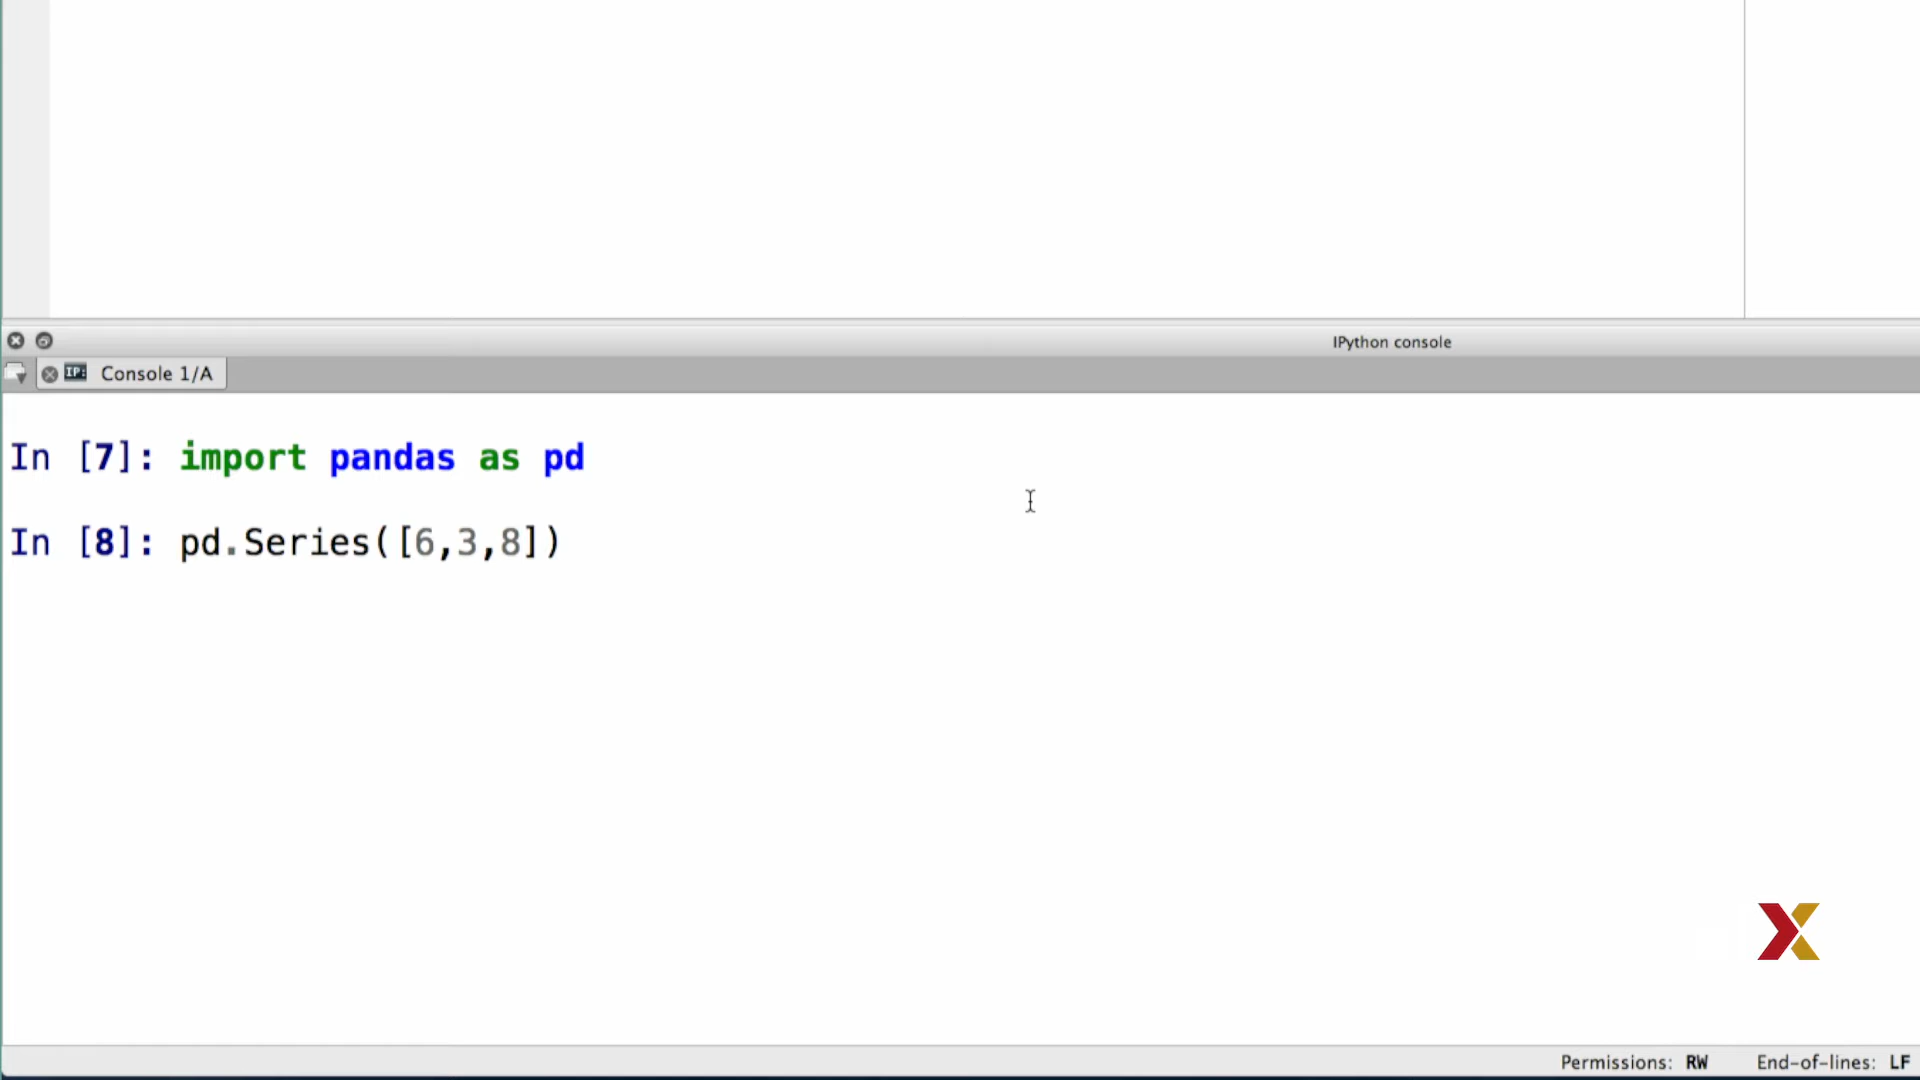 IPython console
IP: Console 1/A
In [7]: import pandas as pd
In [8]: pd.Series([6,3,8])
Permissions: RW End-of-lines: LF